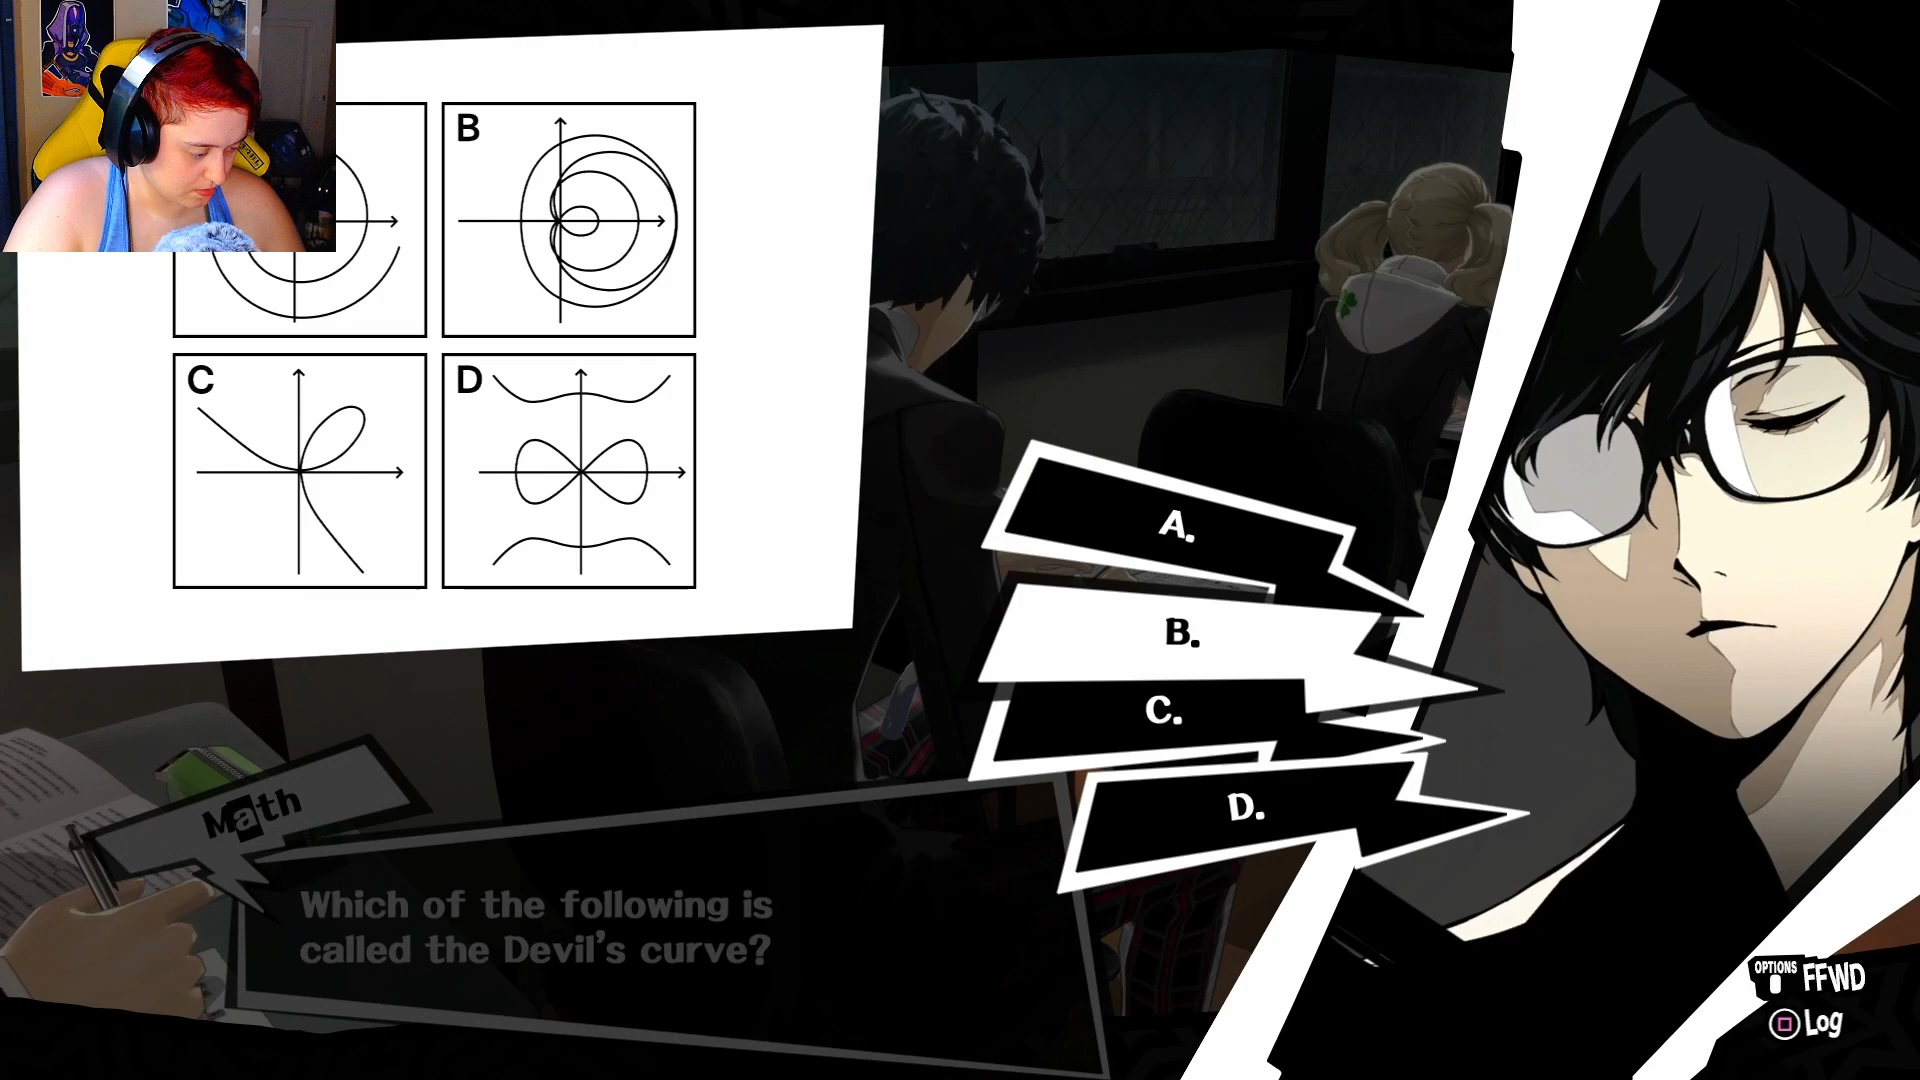 B
C
D
A.
B.
C.
D.
Math
Which of the following is
called the Devil's curve?
OPTIONS FFWD
Log